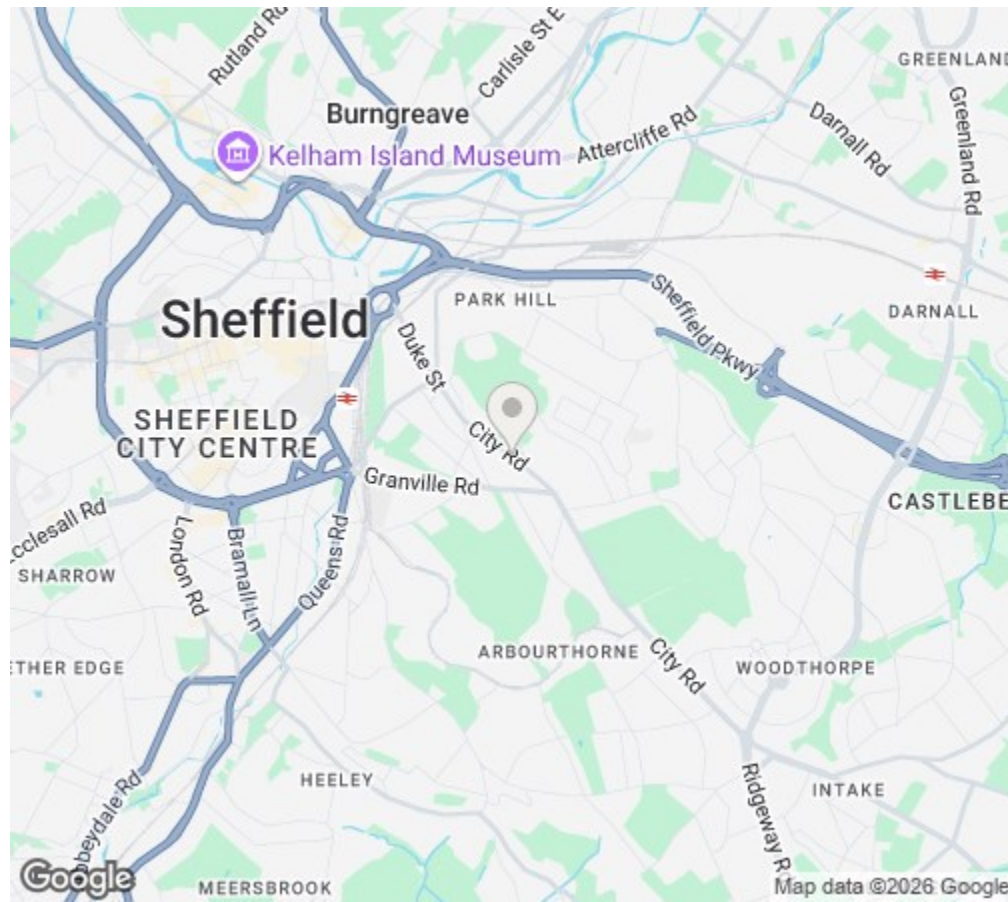 Rutland Rd
Carlisle St E
GREENLAND
Burngreave
Attercliffe Rd
Darnall Rd
Greenland Rd
Kelham Island Museum
Sheffield
PARK HILL
Sheffield Pkwy
DARNALL
Duke St
SHEFFIELD
CITY CENTRE
City Rd
Granville Rd
CASTLEBE
cclesall Rd
SHARROW
London Rd
Bramall Ln
Queens Rd
ETHER EDGE
ARBOURTHORNE
City Rd
WOODTHORPE
HEELEY
Ridgeway R
INTAKE
bbeydale Rd
MEERSBROOK
Google
Map data ©2026 Google